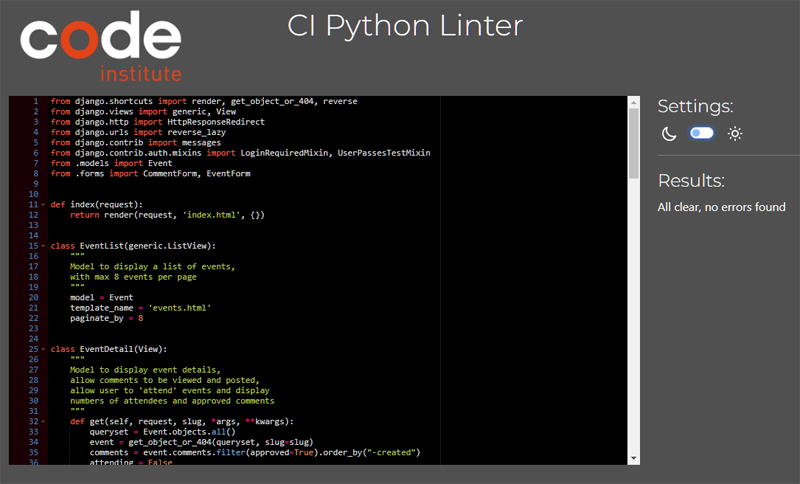 code
institute
CI Python Linter
1 from django.shortcuts import render, get_object_or_404, reverse
2 from django.views import generic, View
3 from django.http import HttpResponseRedirect
4 from django.urls import reverse_lazy
5 from django.contrib import messages
6 from django.contrib.auth.mixins import LoginRequiredMixin, UserPassesTestMixin
7 from .models import Event
8 from .forms import CommentForm, EventForm
9
10
11 def index(request):
12     return render(request, 'index.html', {})
13
14
15 class EventList(generic.ListView):
16     """
17     Model to display a list of events,
18     with max 8 events per page
19     """
20     model = Event
21     template_name = 'events.html'
22     paginate_by = 8
23
24
25 class EventDetail(View):
26     """
27     Model to display event details,
28     allow comments to be viewed and posted,
29     allow user to 'attend' events and display
30     numbers of attendees and approved comments
31     """
32     def get(self, request, slug, *args, **kwargs):
33         queryset = Event.objects.all()
34         event = get_object_or_404(queryset, slug=slug)
35         comments = event.comments.filter(approved=True).order_by("-created")
36         attending = False
Settings:
Results:
All clear, no errors found